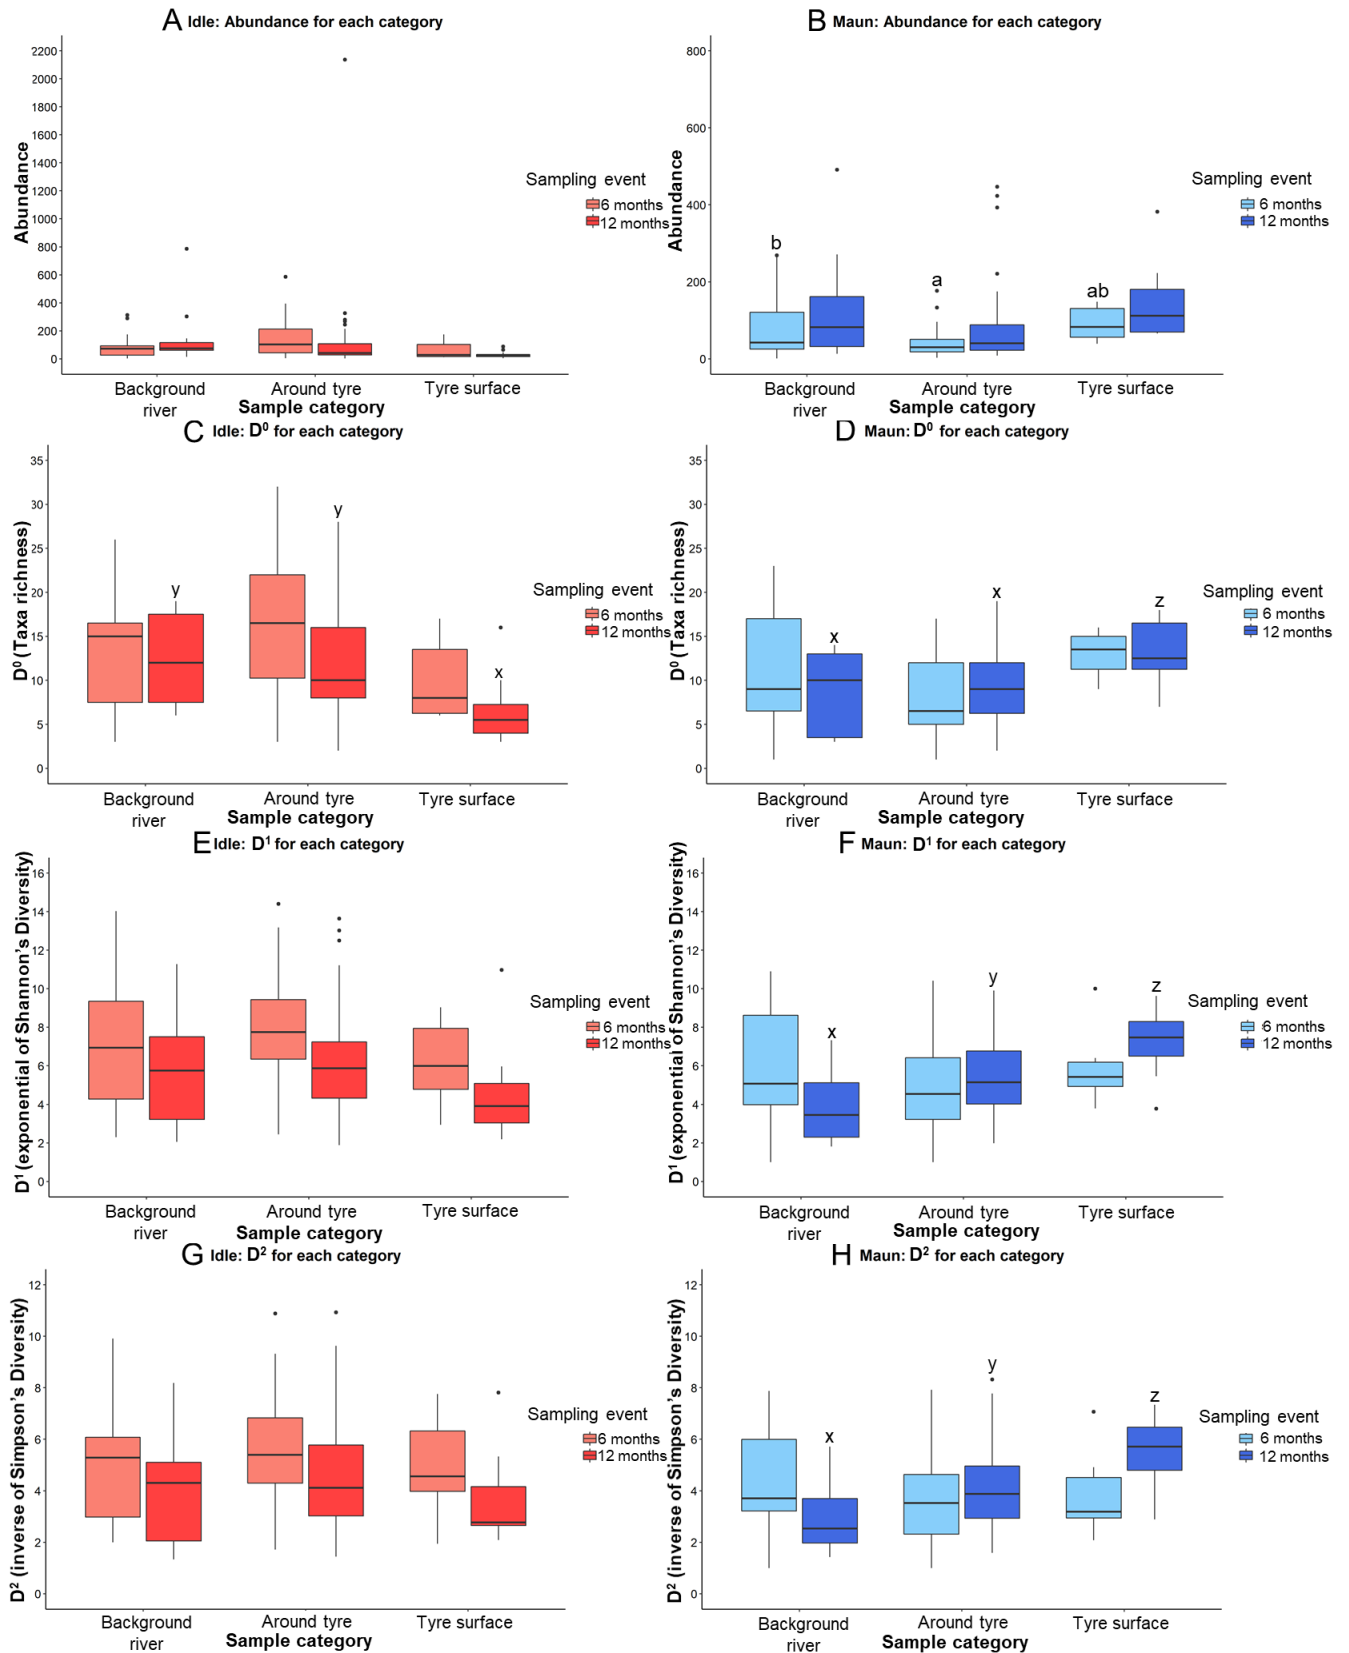 A Idle: Abundance for each category
Abundance
2200
2000
1800
1600
1400
1200
1000
800
600
400
200
0
Sampling event
6 months
12 months
Background river
Around tyre
Tyre surface
Sample category
B Maun: Abundance for each category
Abundance
800
600
400
200
0
b
a
ab
Sampling event
6 months
12 months
Background river
Around tyre
Tyre surface
Sample category
C Idle: D⁰ for each category
D⁰ (Taxa richness)
35
30
25
20
15
10
5
0
y
y
x
Sampling event
6 months
12 months
Background river
Around tyre
Tyre surface
Sample category
D Maun: D⁰ for each category
D⁰ (Taxa richness)
35
30
25
20
15
10
5
0
x
x
z
Sampling event
6 months
12 months
Background river
Around tyre
Tyre surface
Sample category
E Idle: D¹ for each category
D¹ (exponential of Shannon's Diversity)
16
14
12
10
8
6
4
2
0
Sampling event
6 months
12 months
Background river
Around tyre
Tyre surface
Sample category
F Maun: D¹ for each category
D¹ (exponential of Shannon's Diversity)
16
14
12
10
8
6
4
2
0
x
y
z
Sampling event
6 months
12 months
Background river
Around tyre
Tyre surface
Sample category
G Idle: D² for each category
D² (inverse of Simpson's Diversity)
12
10
8
6
4
2
0
Sampling event
6 months
12 months
Background river
Around tyre
Tyre surface
Sample category
H Maun: D² for each category
D² (inverse of Simpson's Diversity)
12
10
8
6
4
2
0
x
y
z
Sampling event
6 months
12 months
Background river
Around tyre
Tyre surface
Sample category